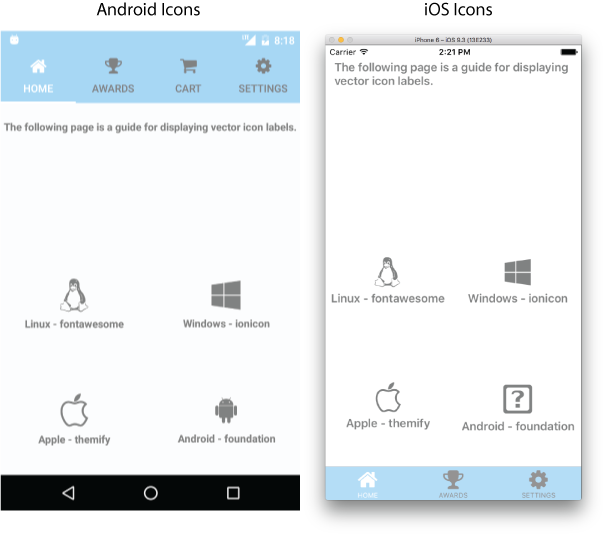 Android Icons
8:18
HOME AWARDS CART SETTINGS
The following page is a guide for displaying vector icon labels.
Linux - fontawesome Windows - ionicon
Apple - themify Android - foundation
iOS Icons
iPhone 6 - iOS 9.3 (13E233)
Carrier 2:21 PM
The following page is a guide for displaying
vector icon labels.
Linux - fontawesome Windows - ionicon
?
Apple - themify Android - foundation
HOME AWARDS SETTINGS